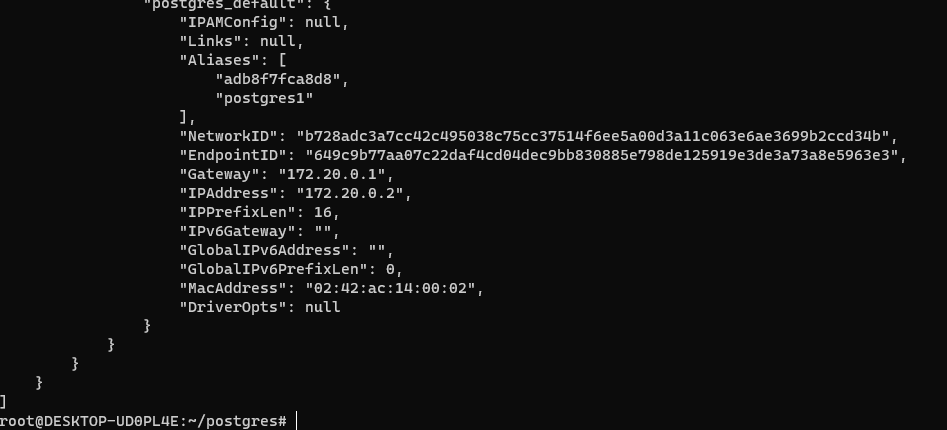 "postgres_default": {
"IPAMConfig": null,
"Links": null,
"Aliases": [
"adb8f7fca8d8",
"postgres1"
],
"NetworkID": "b728adc3a7cc42c495038c75cc37514f6ee5a00d3a11c063e6ae3699b2ccd34b",
"EndpointID": "649c9b77aa07c22daf4cd04dec9bb830885e798de125919e3de3a73a8e5963e3",
"Gateway": "172.20.0.1",
"IPAddress": "172.20.0.2",
"IPPrefixLen": 16,
"IPv6Gateway": "",
"GlobalIPv6Address": "",
"GlobalIPv6PrefixLen": 0,
"MacAddress": "02:42:ac:14:00:02",
"DriverOpts": null
}
}
}
}
]
root@DESKTOP-UD0PL4E:~/postgres#